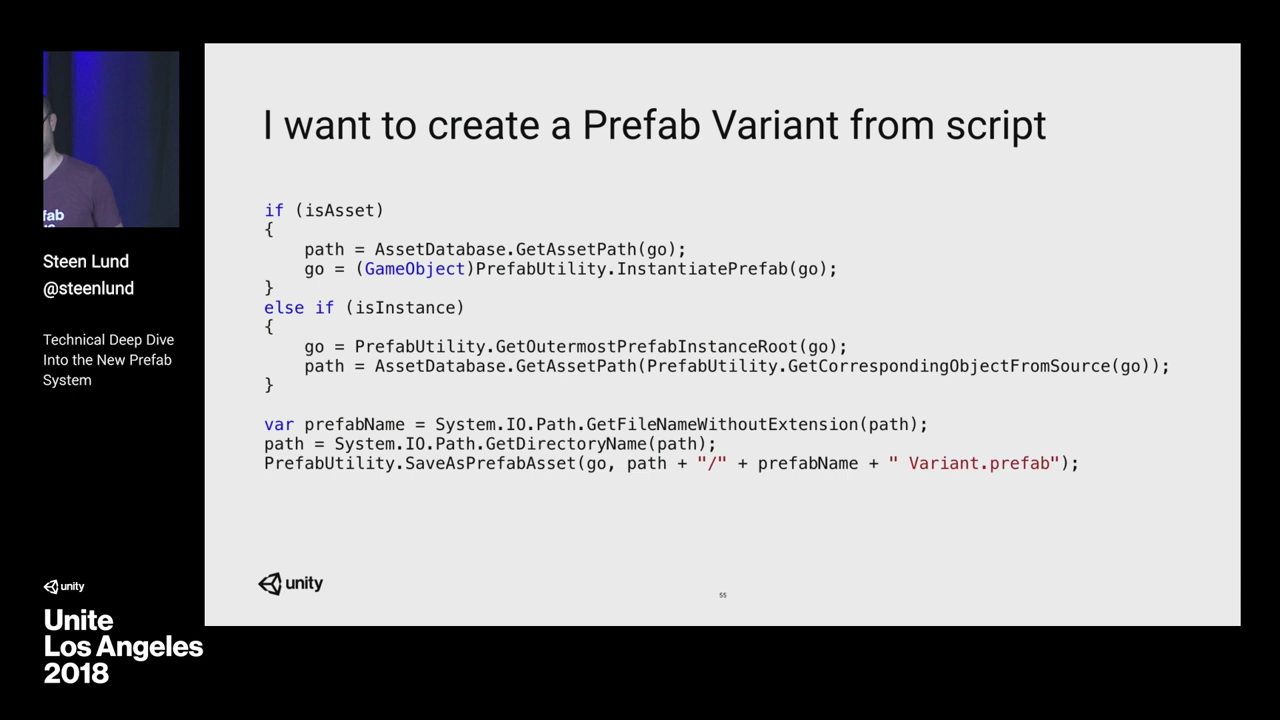 fab
Steen Lund
@steenlund
Technical Deep Dive
Into the New Prefab
System
unity
Unite
Los Angeles
2018
I want to create a Prefab Variant from script
if (isAsset)
{
    path = AssetDatabase.GetAssetPath(go);
    go = (GameObject)PrefabUtility.InstantiatePrefab(go);
}
else if (isInstance)
{
    go = PrefabUtility.GetOutermostPrefabInstanceRoot(go);
    path = AssetDatabase.GetAssetPath(PrefabUtility.GetCorrespondingObjectFromSource(go));
}
var prefabName = System.IO.Path.GetFileNameWithoutExtension(path);
path = System.IO.Path.GetDirectoryName(path);
PrefabUtility.SaveAsPrefabAsset(go, path + "/" + prefabName + " Variant.prefab");
unity
55